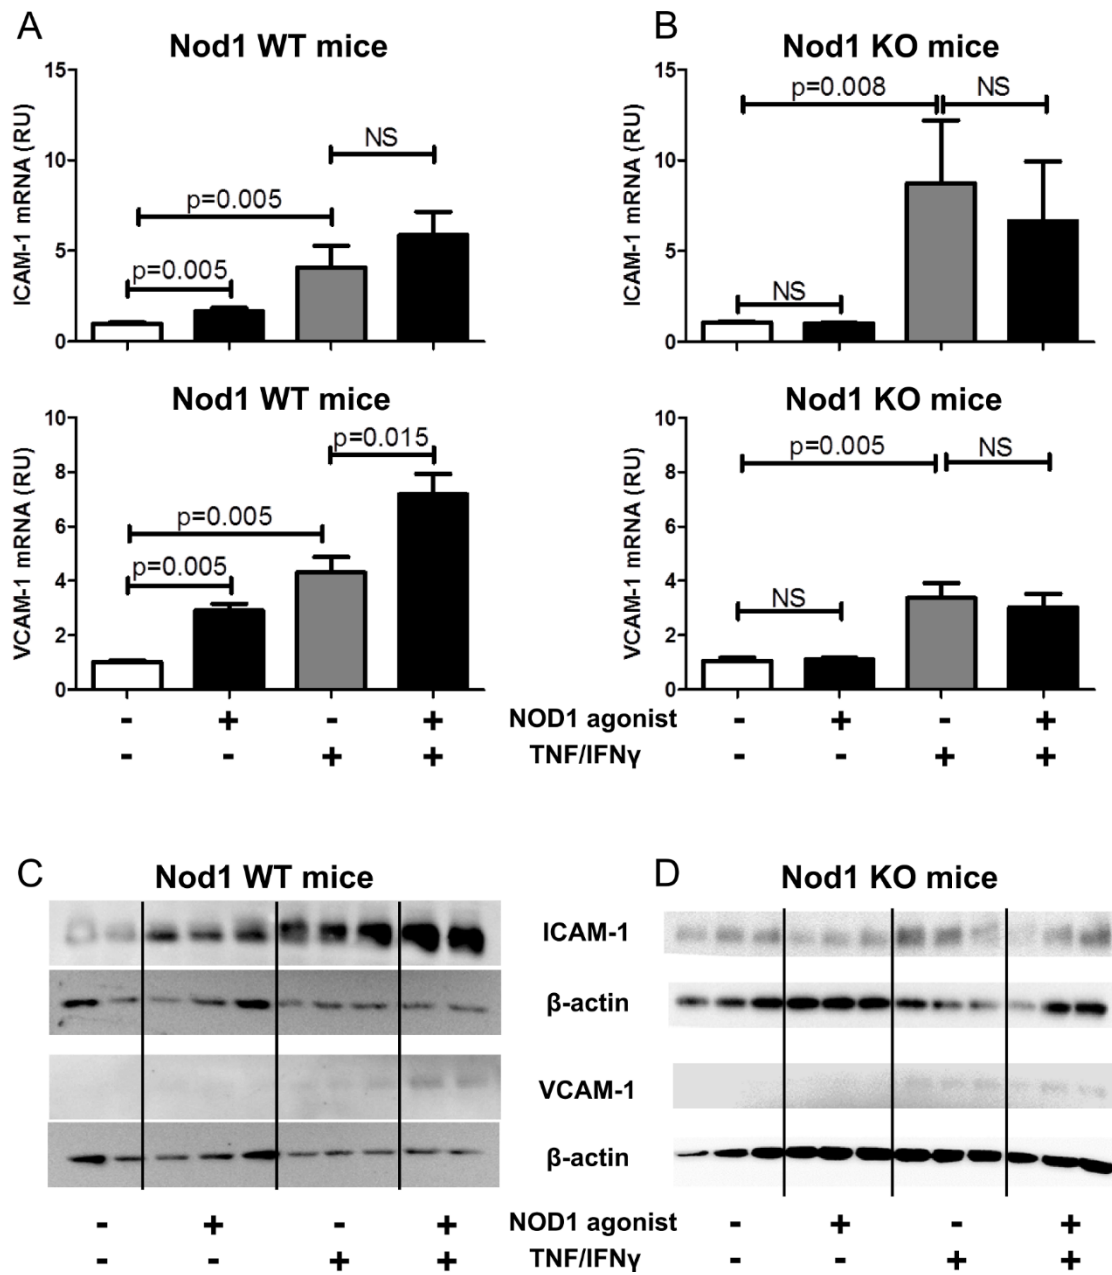 A
Nod1 WT mice
ICAM-1 mRNA (RU)
15
10
5
0
p=0.005
p=0.005
NS
B
Nod1 KO mice
ICAM-1 mRNA (RU)
15
10
5
0
p=0.008
NS
NS
Nod1 WT mice
VCAM-1 mRNA (RU)
10
8
6
4
2
0
p=0.015
p=0.005
p=0.005
Nod1 KO mice
VCAM-1 mRNA (RU)
10
8
6
4
2
0
p=0.005
NS
NS
- + - + NOD1 agonist - + - +
- - + + TNF/IFNγ - - + +
C
Nod1 WT mice
D
Nod1 KO mice
ICAM-1
β-actin
VCAM-1
β-actin
- + - + NOD1 agonist - + - +
- - + + TNF/IFNγ - - + +